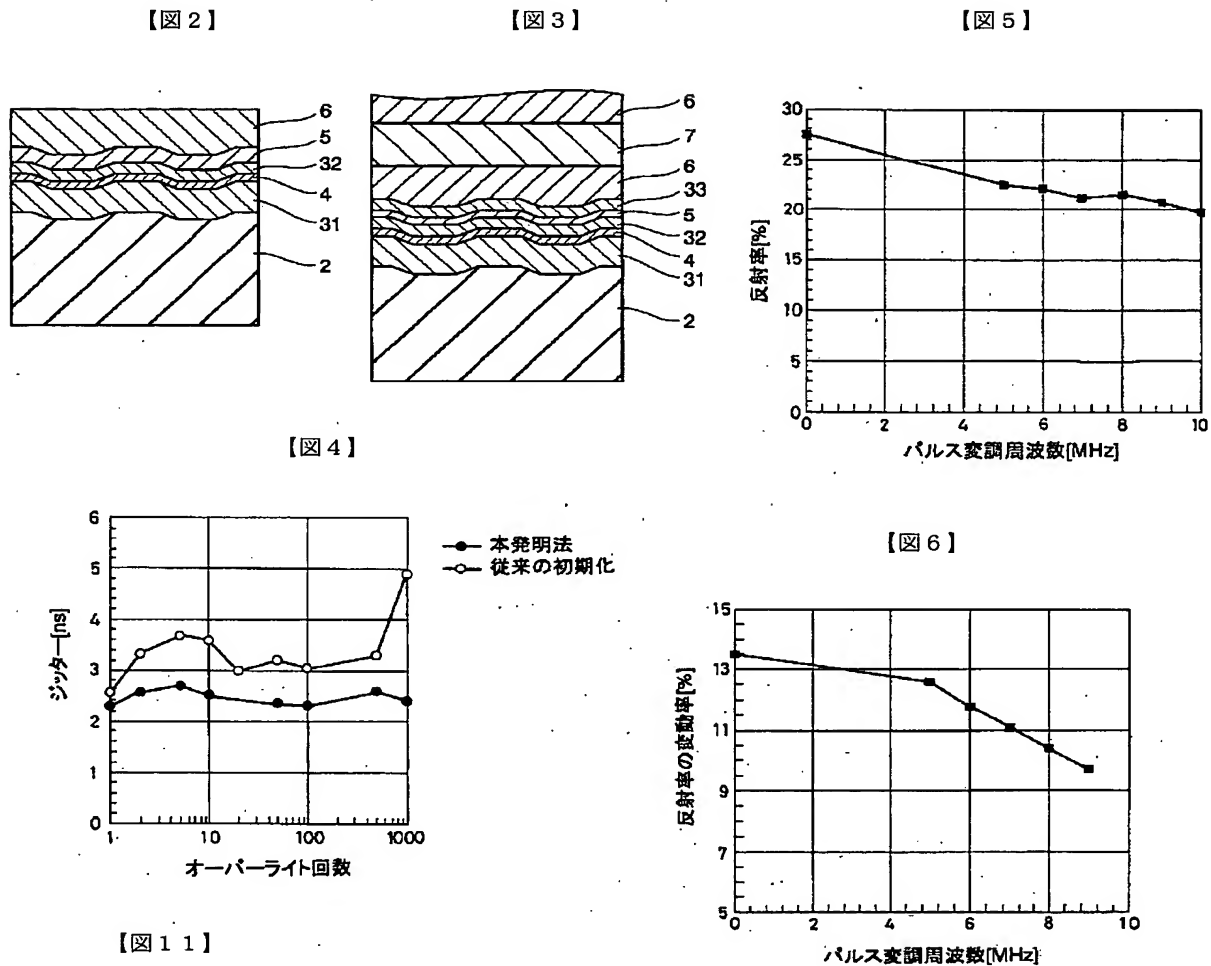 【図2】
6
5
32
4
31
2
【図3】
6
7
6
33
5
32
4
31
2
【図5】
30
25
20
15
10
5
0
反射率[%]
0 2 4 6 8 10
パルス変調周波数[MHz]
【図4】
6
5
4
3
2
1
0
ジッター[ns]
1 10 100 1000
オーバーライト回数
本発明法
従来の初期化
【図6】
15
13
11
9
7
5
反射率の変動率[%]
0 2 4 6 8 10
パルス変調周波数[MHz]
【図11】